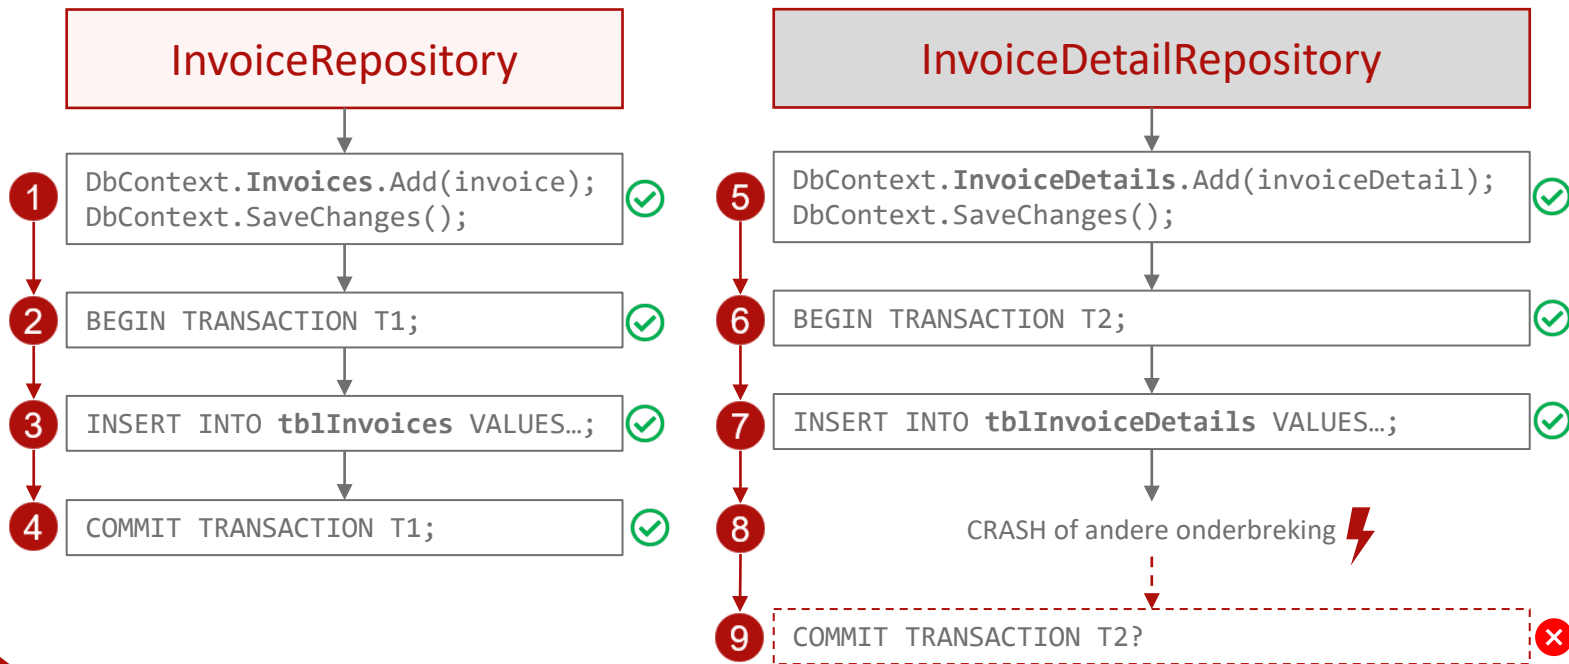 InvoiceRepository
1
DbContext.Invoices.Add(invoice);
DbContext.SaveChanges();
2
BEGIN TRANSACTION T1;
3
INSERT INTO tblInvoices VALUES…;
4
COMMIT TRANSACTION T1;
InvoiceDetailRepository
5
DbContext.InvoiceDetails.Add(invoiceDetail);
DbContext.SaveChanges();
6
BEGIN TRANSACTION T2;
7
INSERT INTO tblInvoiceDetails VALUES…;
8
CRASH of andere onderbreking
9
COMMIT TRANSACTION T2?